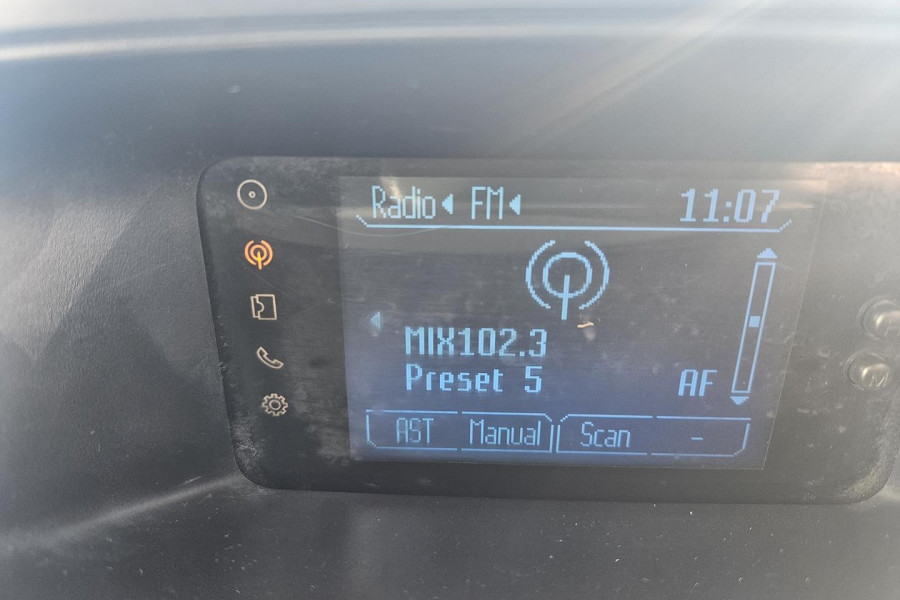 Radio FM 11:07
MIX102.3
Preset 5
AF
AST Manual Scan -
M